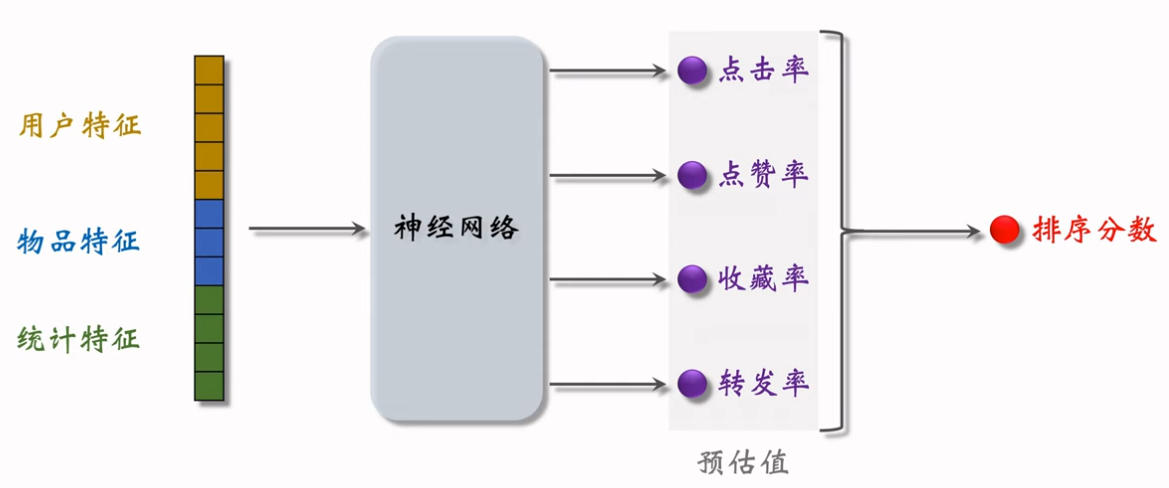 用户特征
物品特征
统计特征
神经网络
点击率
点赞率
收藏率
转发率
预估值
排序分数